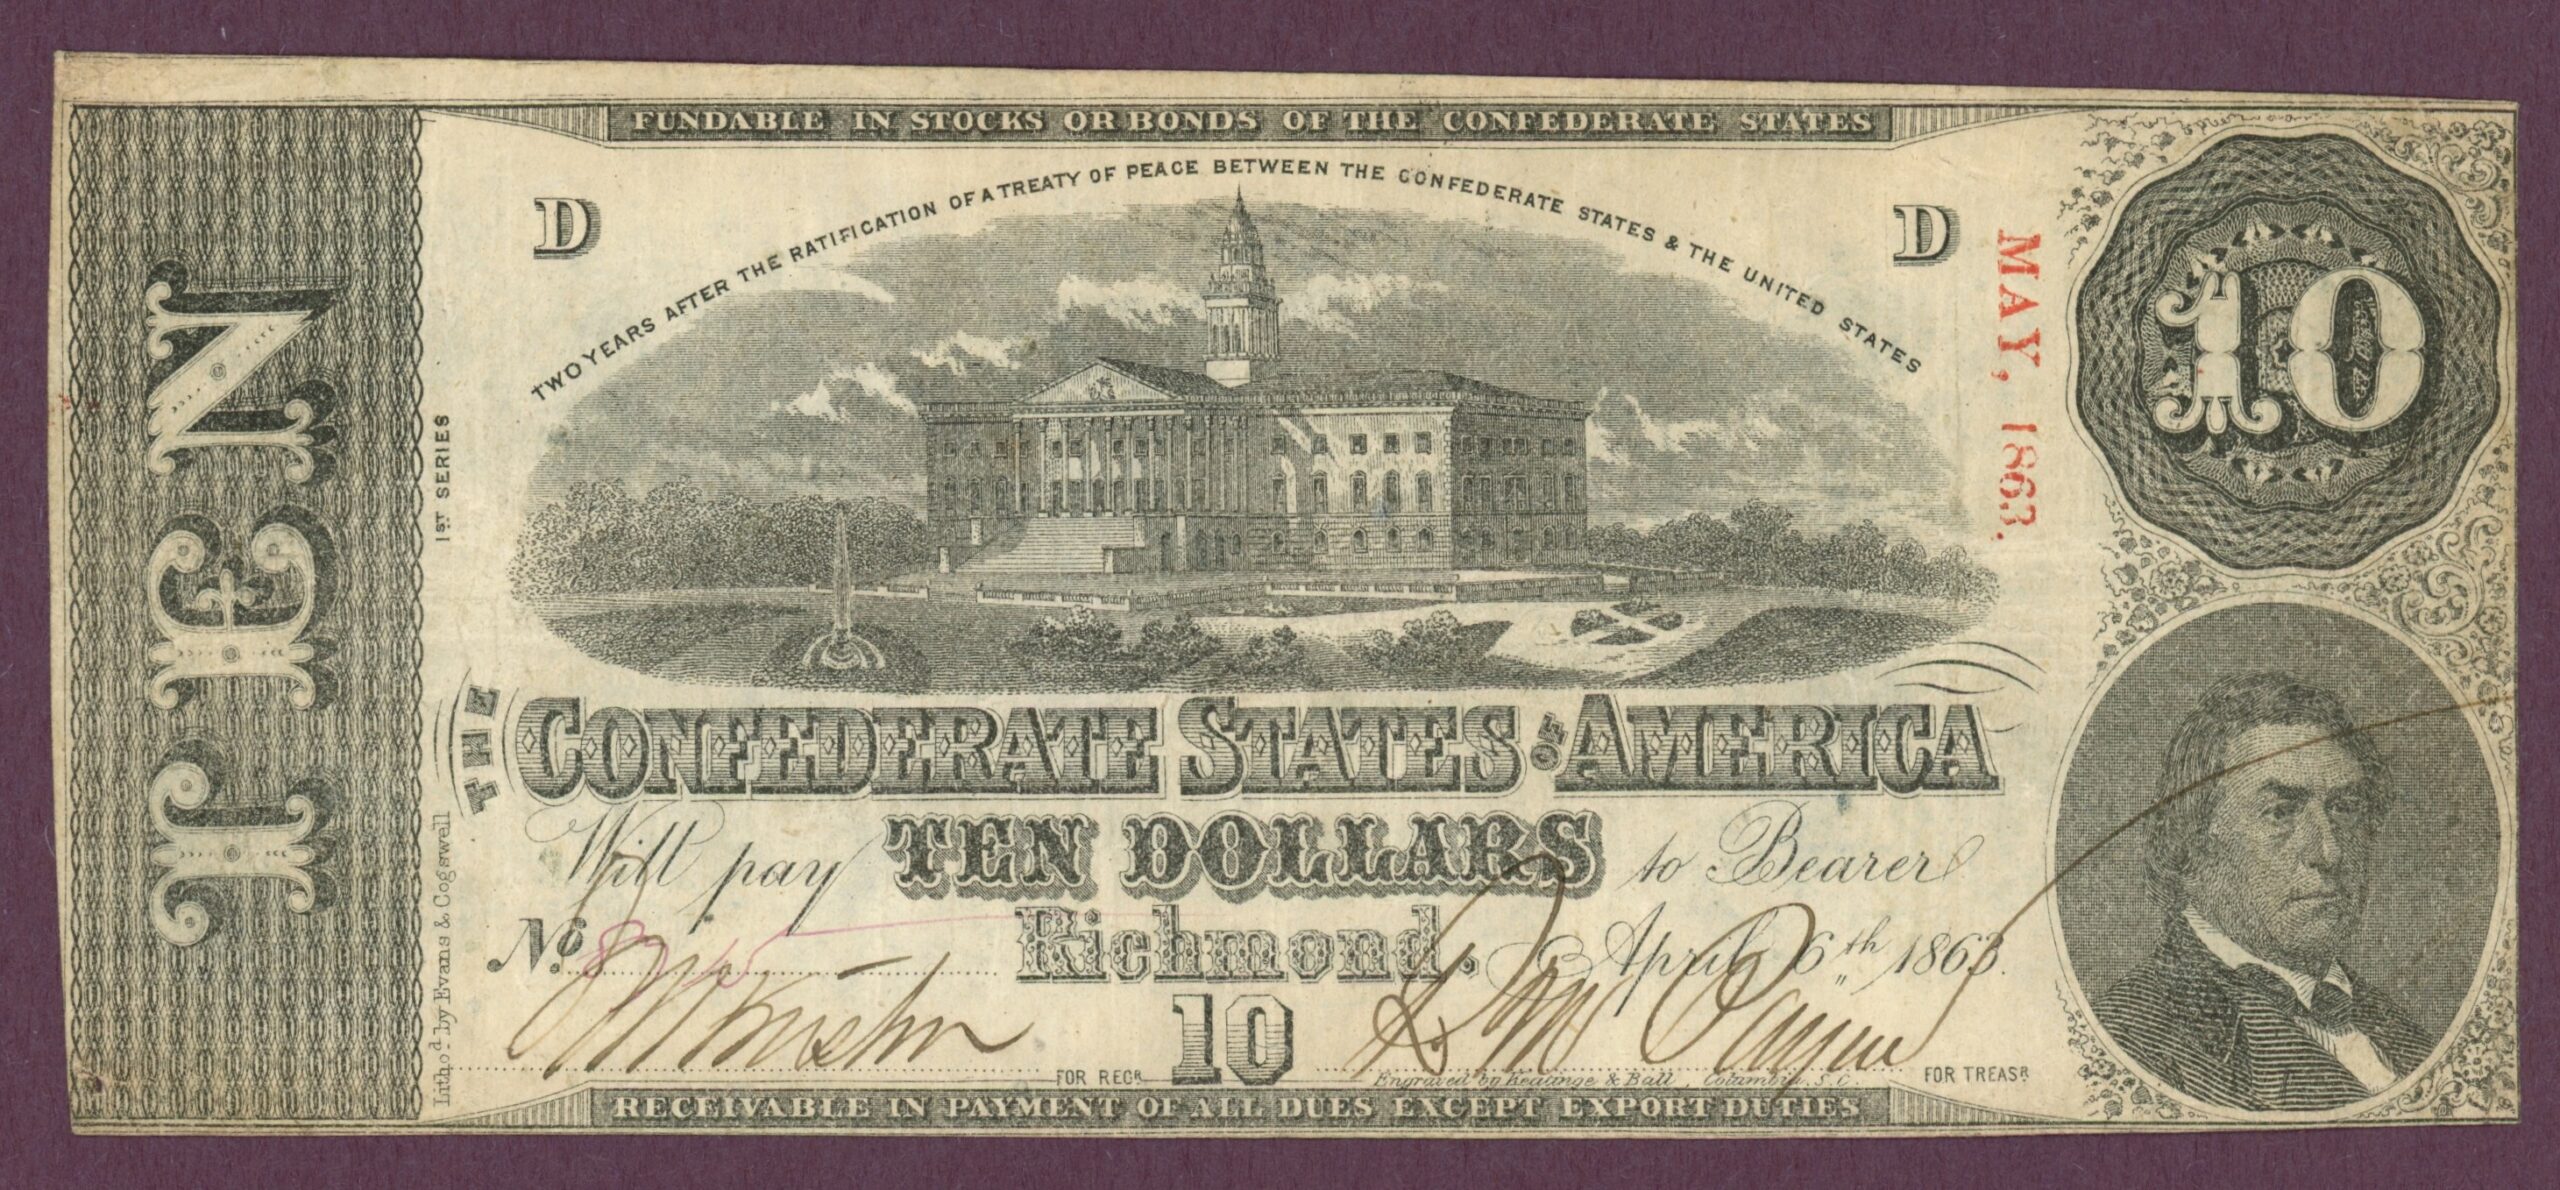 FUNDABLE IN STOCKS OR BONDS OF THE CONFEDERATE STATES
TWO YEARS AFTER THE RATIFICATION OF A TREATY OF PEACE BETWEEN THE CONFEDERATE STATES & THE UNITED STATES
D
D
10
TEN
1ST SERIES
MAY, 1863.
THE CONFEDERATE STATES OF AMERICA
Will pay TEN DOLLARS to Bearer
No. Richmond. April 6th 1863.
10
FOR RECR.
FOR TREASR.
Engraved by Keatinge & Ball, Columbia, S.C.
Lithod. by Evans & Cogswell
RECEIVABLE IN PAYMENT OF ALL DUES EXCEPT EXPORT DUTIES